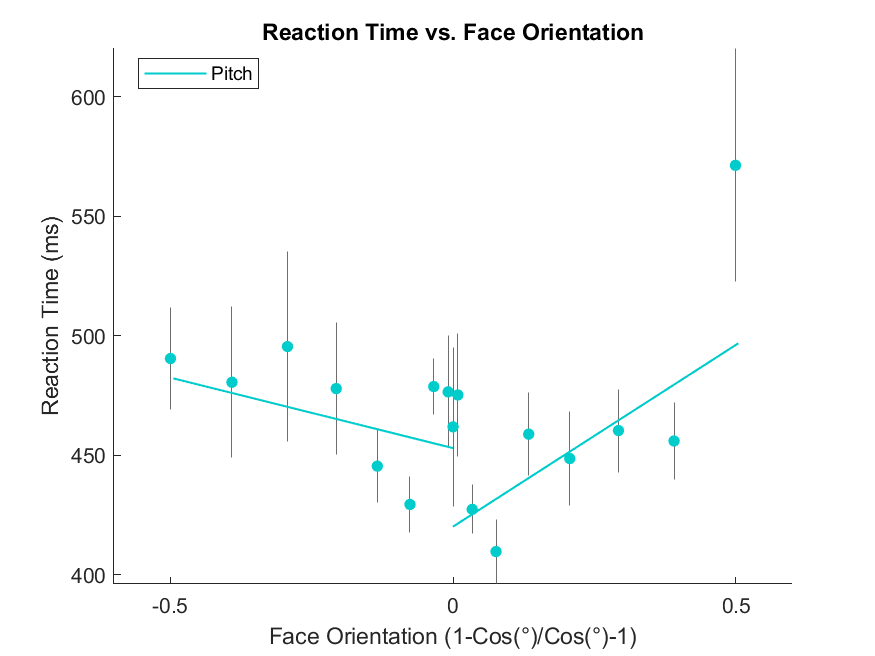 Reaction Time vs. Face Orientation
Pitch
Reaction Time (ms)
600
550
500
450
400
-0.5
0
0.5
Face Orientation (1-Cos(°)/Cos(°)-1)